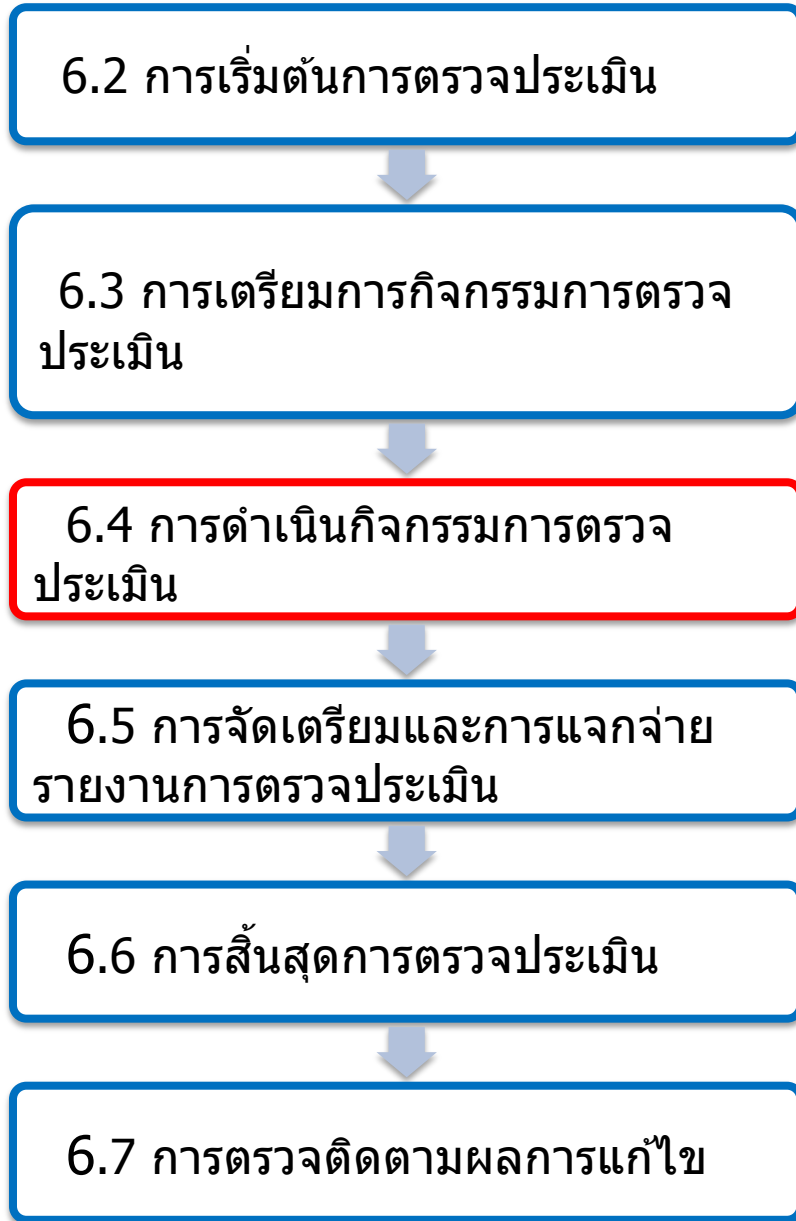 6.2 การเริ่มต้นการตรวจประเมิน
6.3 การเตรียมการกิจกรรมการตรวจ
ประเมิน
6.4 การดำเนินกิจกรรมการตรวจ
ประเมิน
6.5 การจัดเตรียมและการแจกจ่าย
รายงานการตรวจประเมิน
6.6 การสิ้นสุดการตรวจประเมิน
6.7 การตรวจติดตามผลการแก้ไข